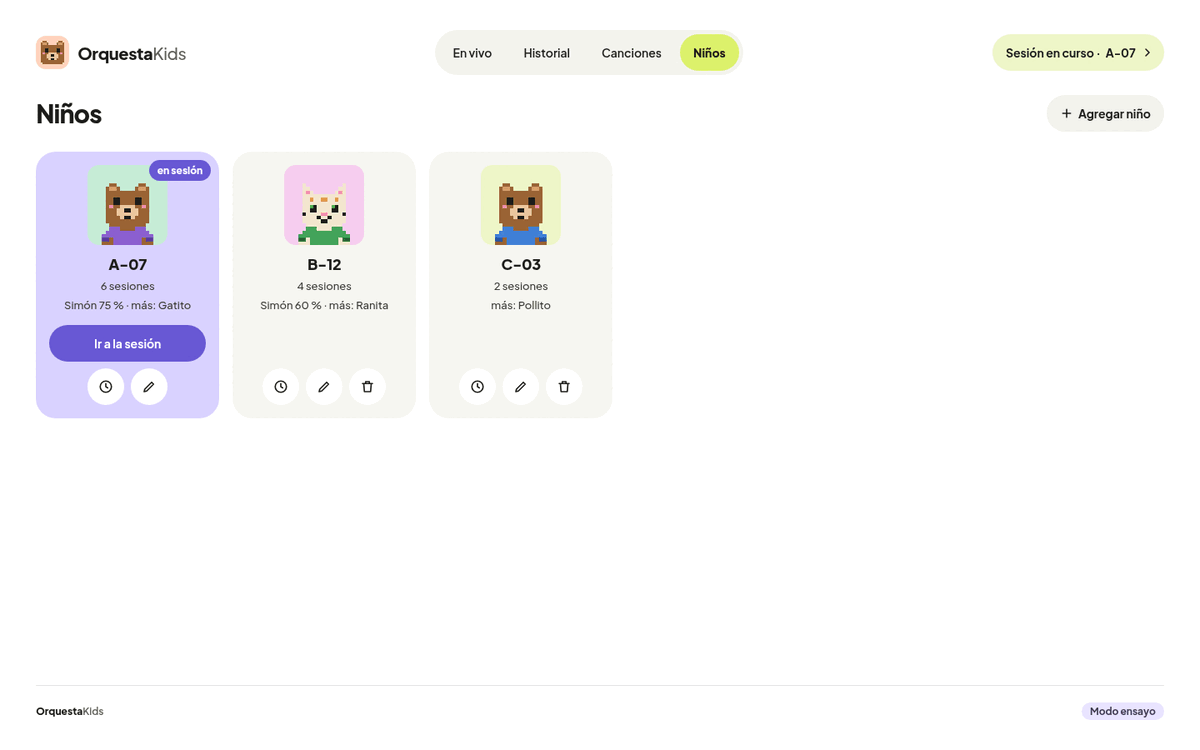 OrquestaKids
En vivo
Historial
Canciones
Niños
Sesión en curso · A-07
Niños
Agregar niño
en sesión
A-07
6 sesiones
Simón 75 % · más: Gatito
Ir a la sesión
B-12
4 sesiones
Simón 60 % · más: Ranita
C-03
2 sesiones
más: Pollito
OrquestaKids
Modo ensayo